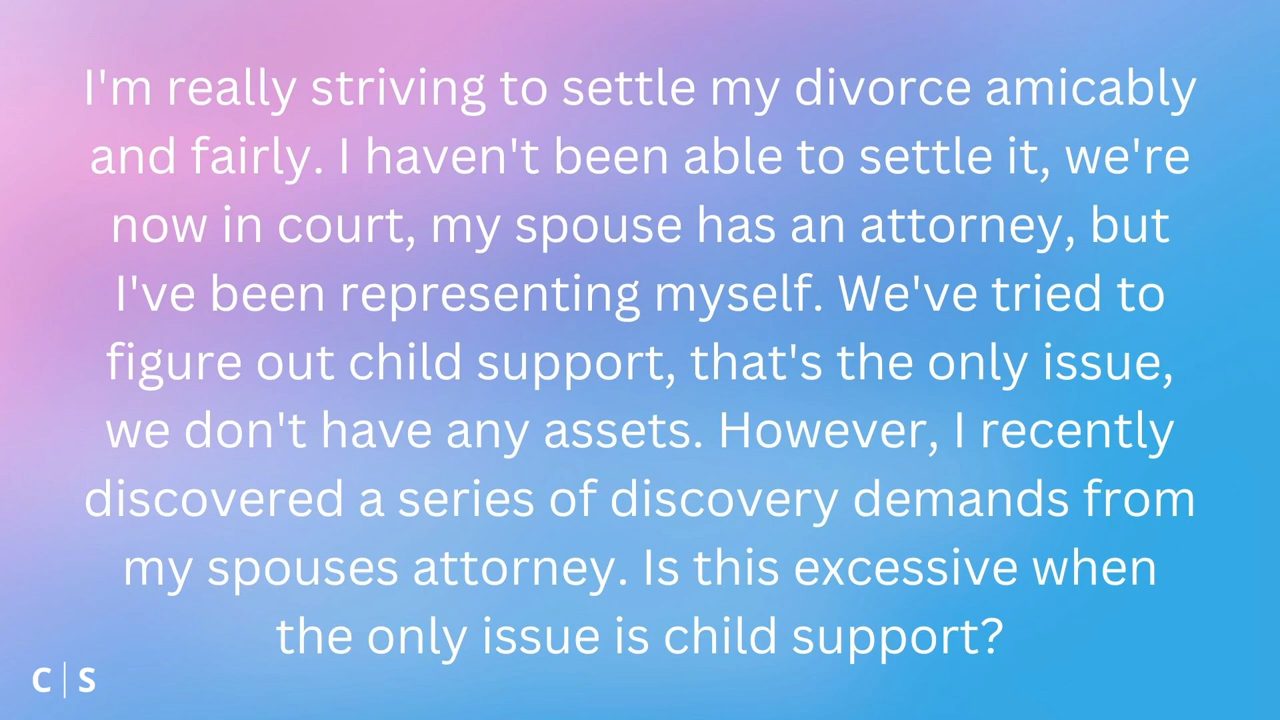 I'm really striving to settle my divorce amicably
and fairly. I haven't been able to settle it, we're
now in court, my spouse has an attorney, but
I've been representing myself. We've tried to
figure out child support, that's the only issue,
we don't have any assets. However, I recently
discovered a series of discovery demands from
my spouses attorney. Is this excessive when
the only issue is child support?
C | S